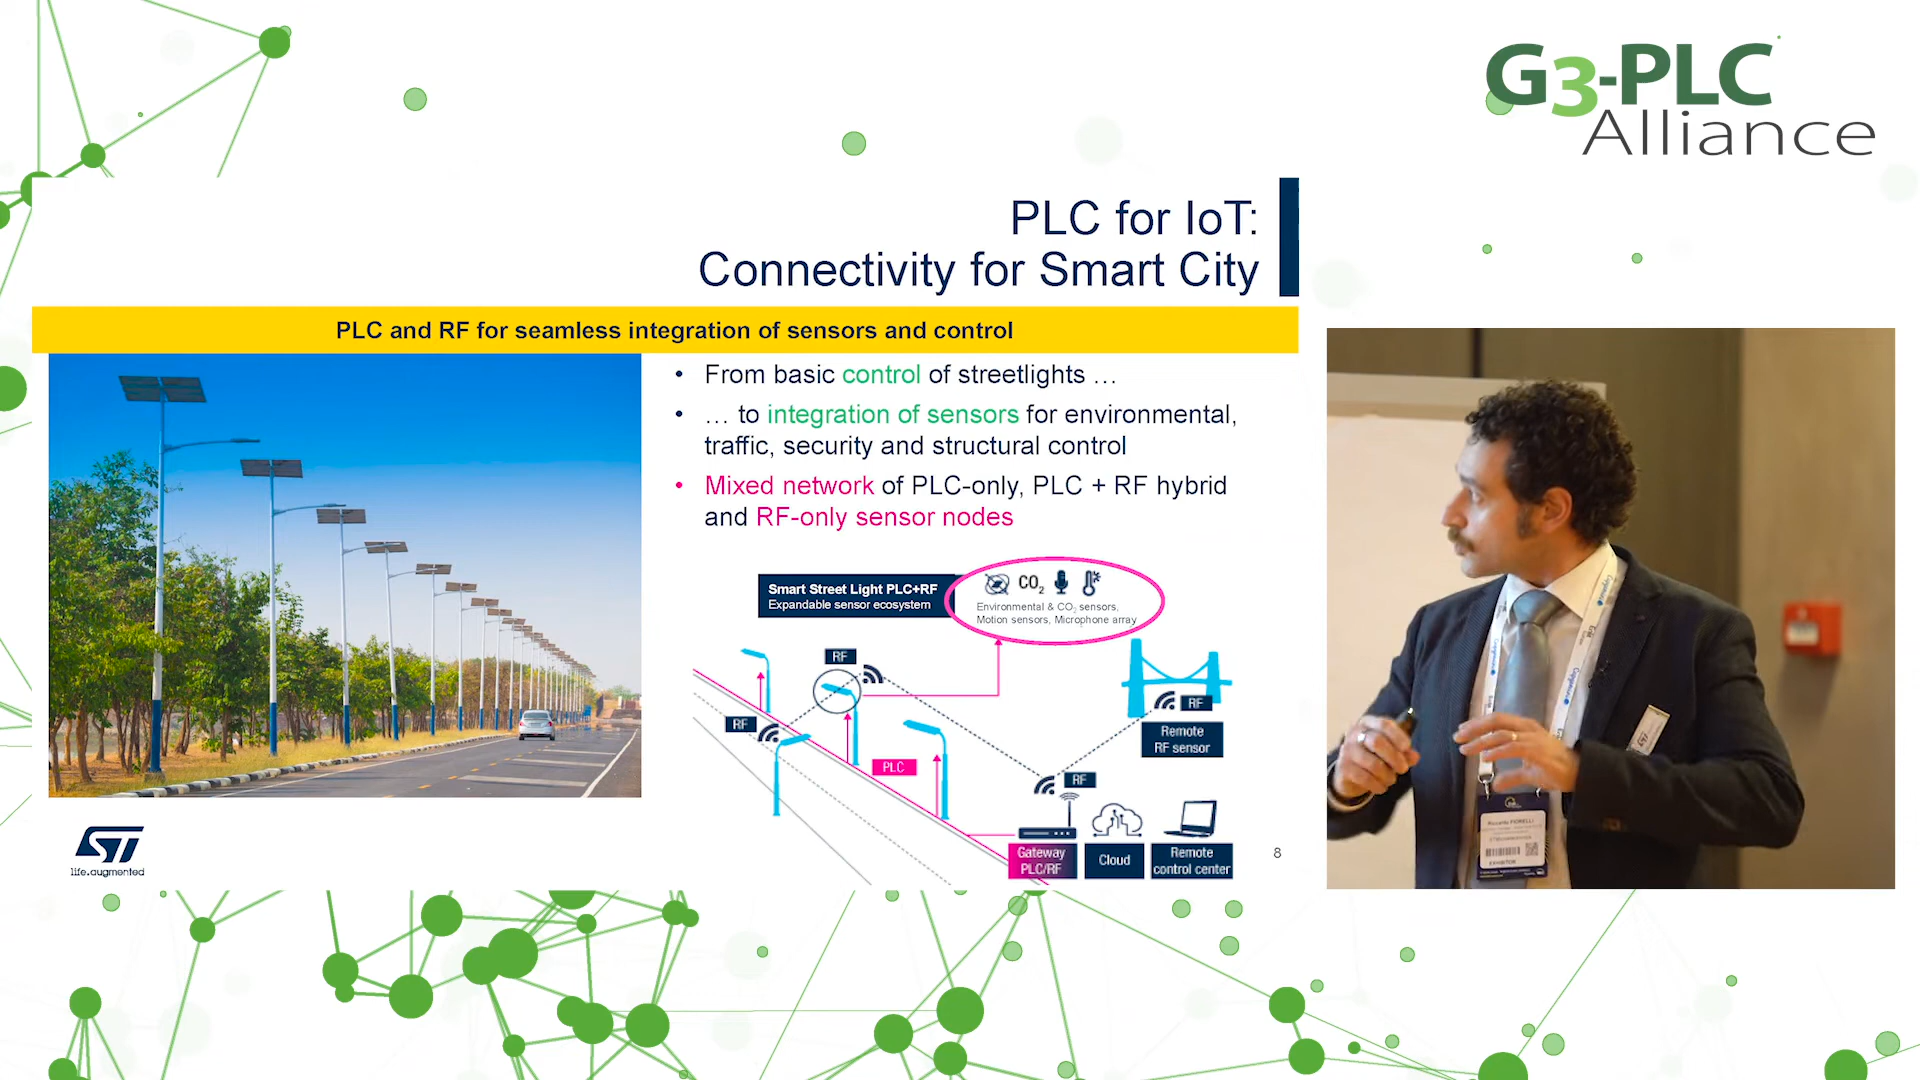 G3-PLC
Alliance
PLC for IoT:
Connectivity for Smart City
PLC and RF for seamless integration of sensors and control
• From basic control of streetlights …
• … to integration of sensors for environmental,
traffic, security and structural control
• Mixed network of PLC-only, PLC + RF hybrid
and RF-only sensor nodes
Smart Street Light PLC+RF
Expandable sensor ecosystem
CO2
Environmental & CO2 sensors,
Motion sensors, Microphone array
RF
RF
PLC
RF
Remote
RF sensor
RF
Gateway
PLC/RF
Cloud
Remote
control center
8
ST
life.augmented
FIORELLI
EXHIBITOR
ST